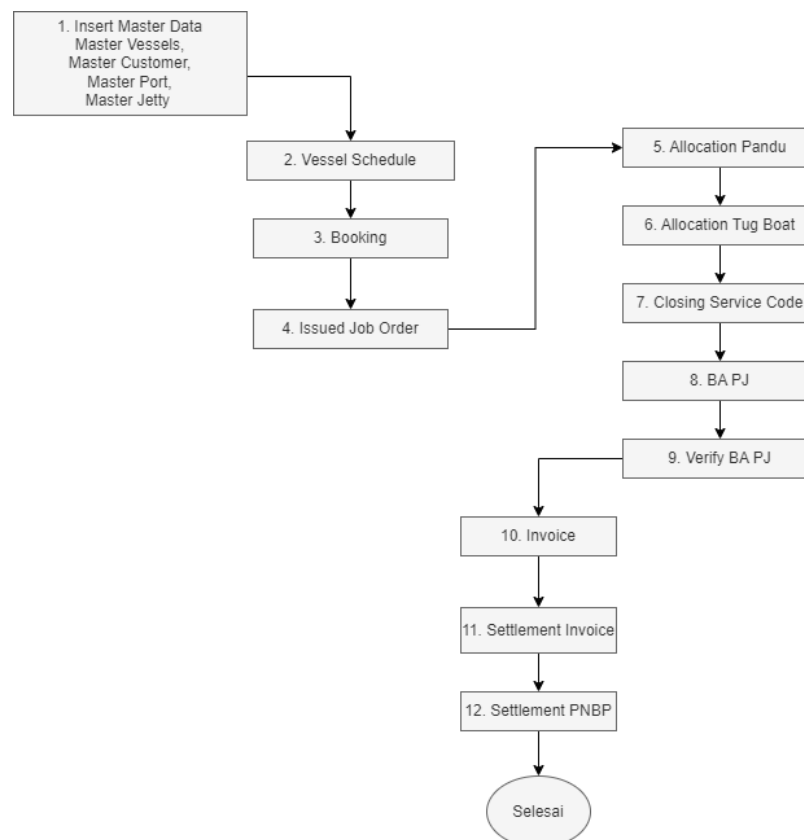 1. Insert Master Data
Master Vessels,
Master Customer,
Master Port,
Master Jetty
2. Vessel Schedule
3. Booking
4. Issued Job Order
5. Allocation Pandu
6. Allocation Tug Boat
7. Closing Service Code
8. BA PJ
9. Verify BA PJ
10. Invoice
11. Settlement Invoice
12. Settlement PNBP
Selesai